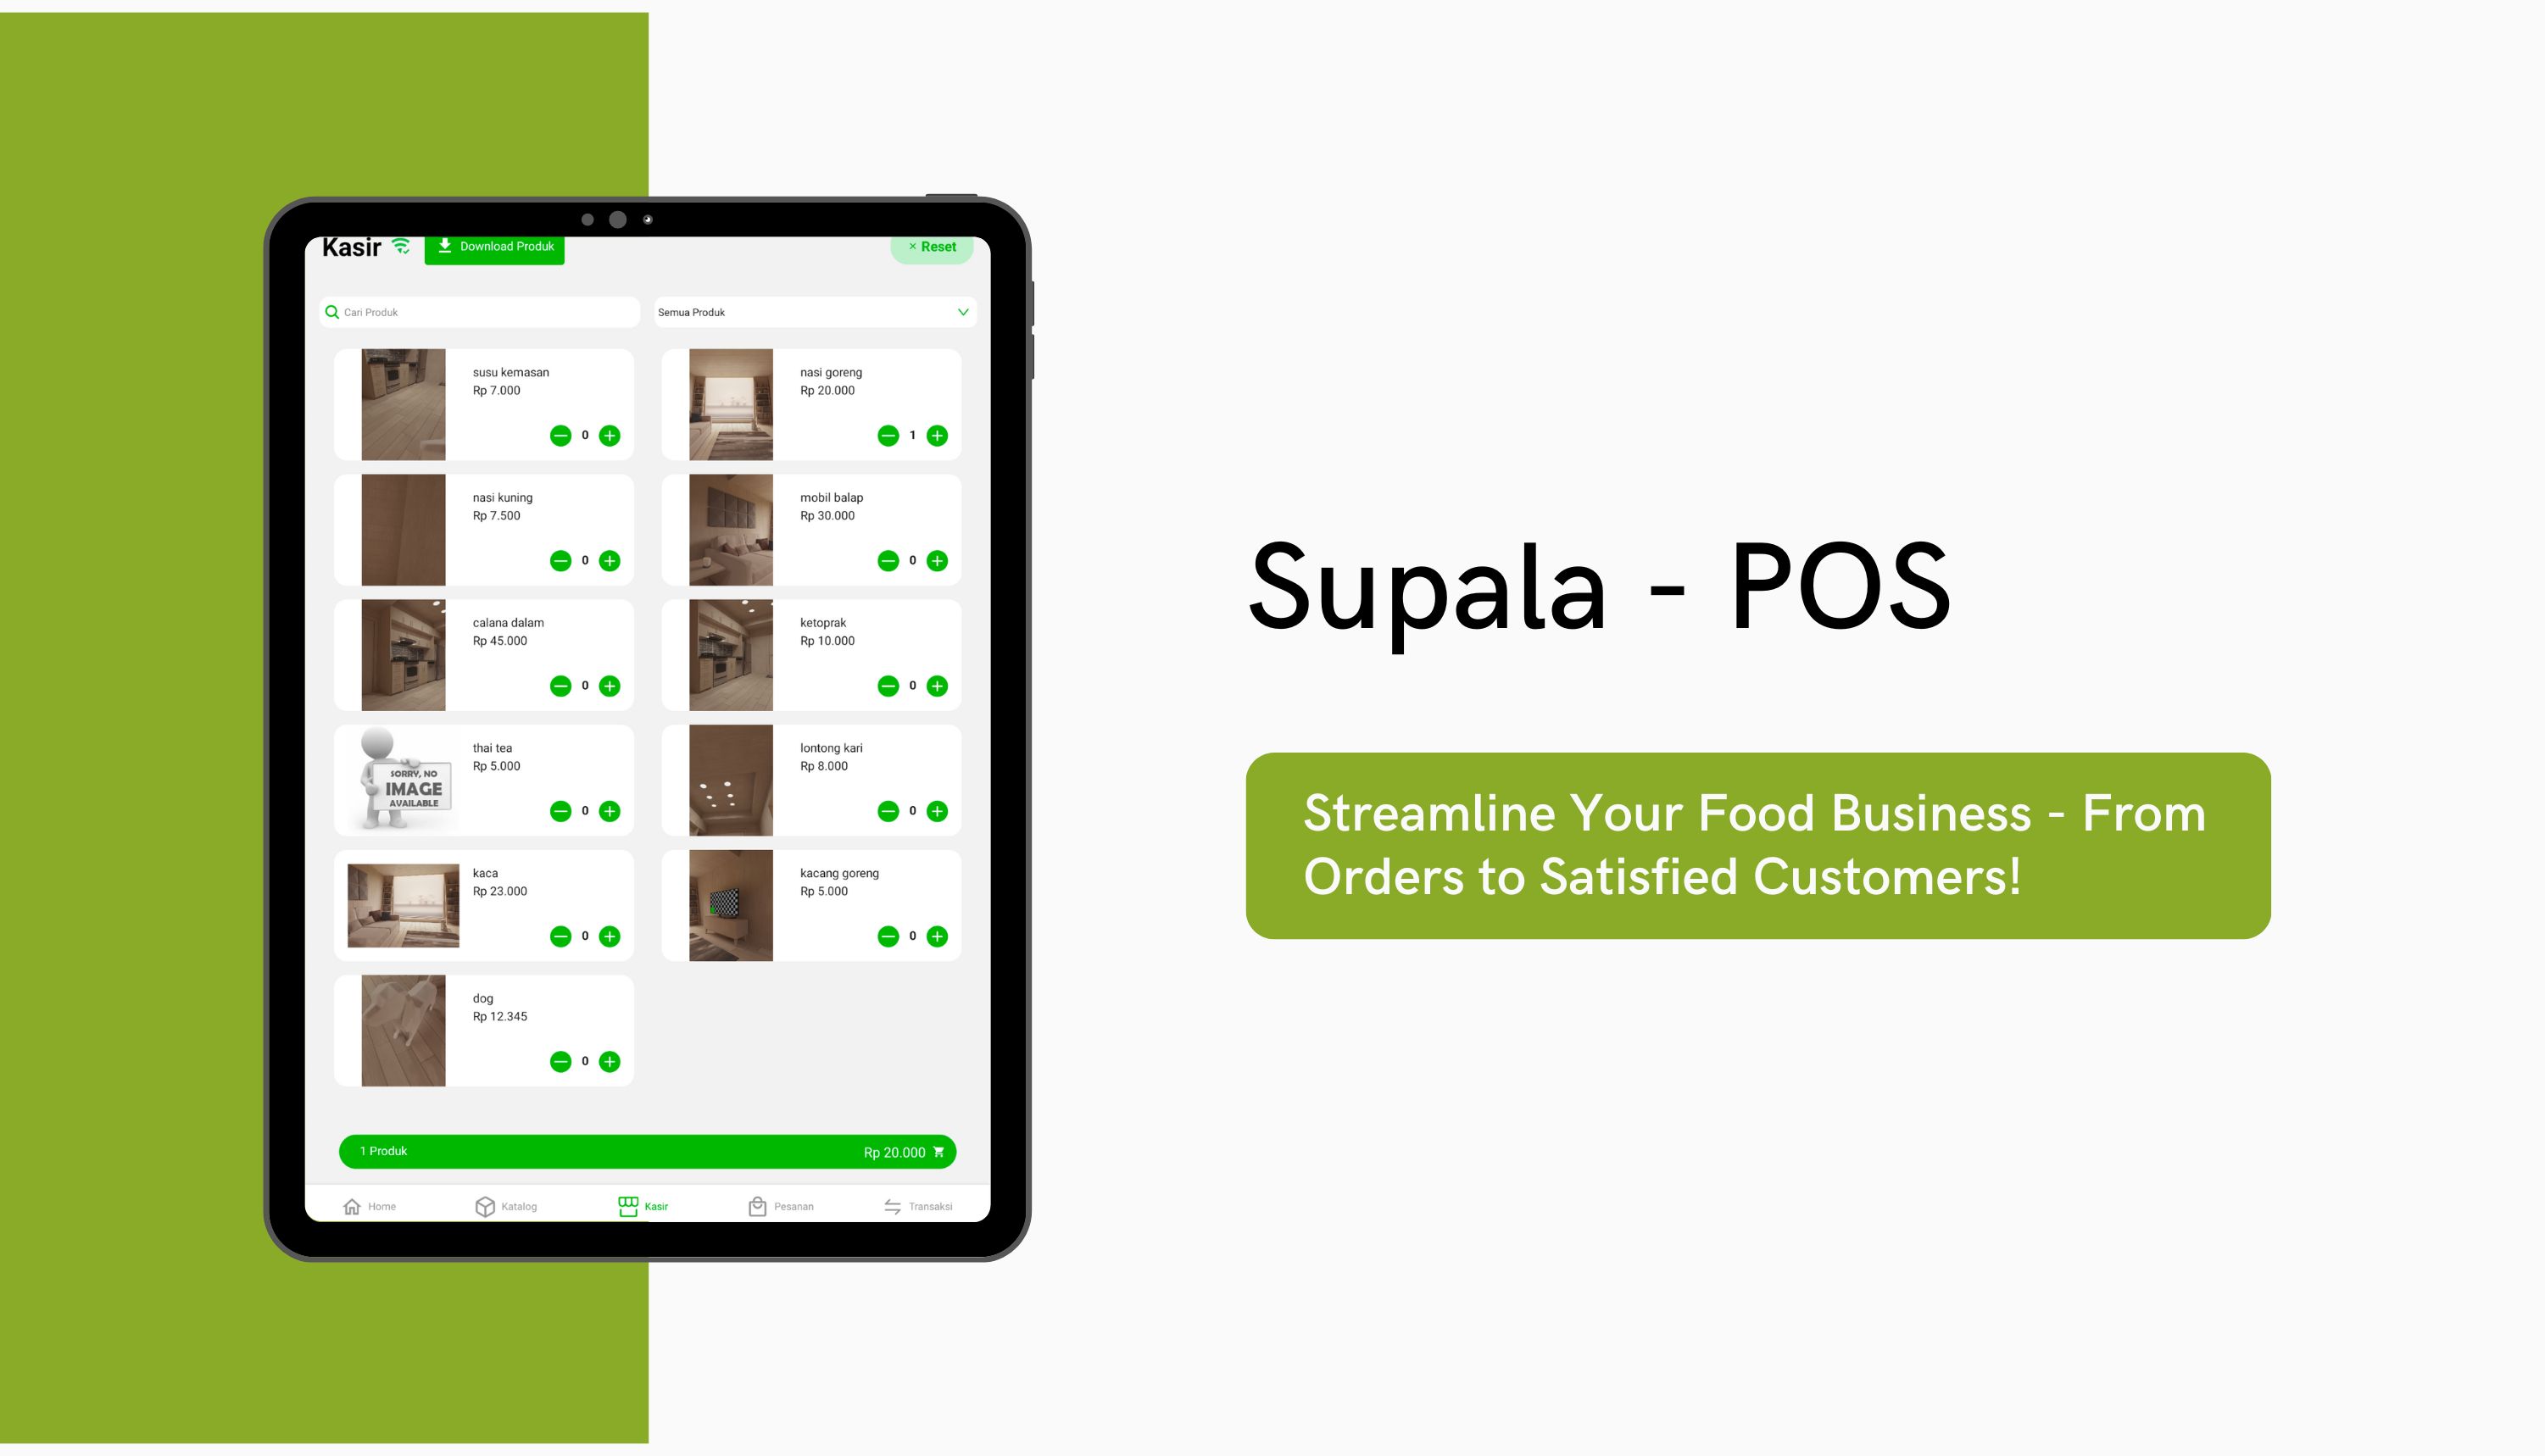 Kasir
Download Produk
× Reset
Cari Produk
Semua Produk
susu kemasan
Rp 7.000
0
nasi goreng
Rp 20.000
1
nasi kuning
Rp 7.500
0
mobil balap
Rp 30.000
0
calana dalam
Rp 45.000
0
ketoprak
Rp 10.000
0
thai tea
Rp 5.000
0
SORRY, NO
IMAGE
AVAILABLE
lontong kari
Rp 8.000
0
kaca
Rp 23.000
0
kacang goreng
Rp 5.000
0
dog
Rp 12.345
0
1 Produk
Rp 20.000
Home
Katalog
Kasir
Pesanan
Transaksi
Supala - POS
Streamline Your Food Business - From
Orders to Satisfied Customers!